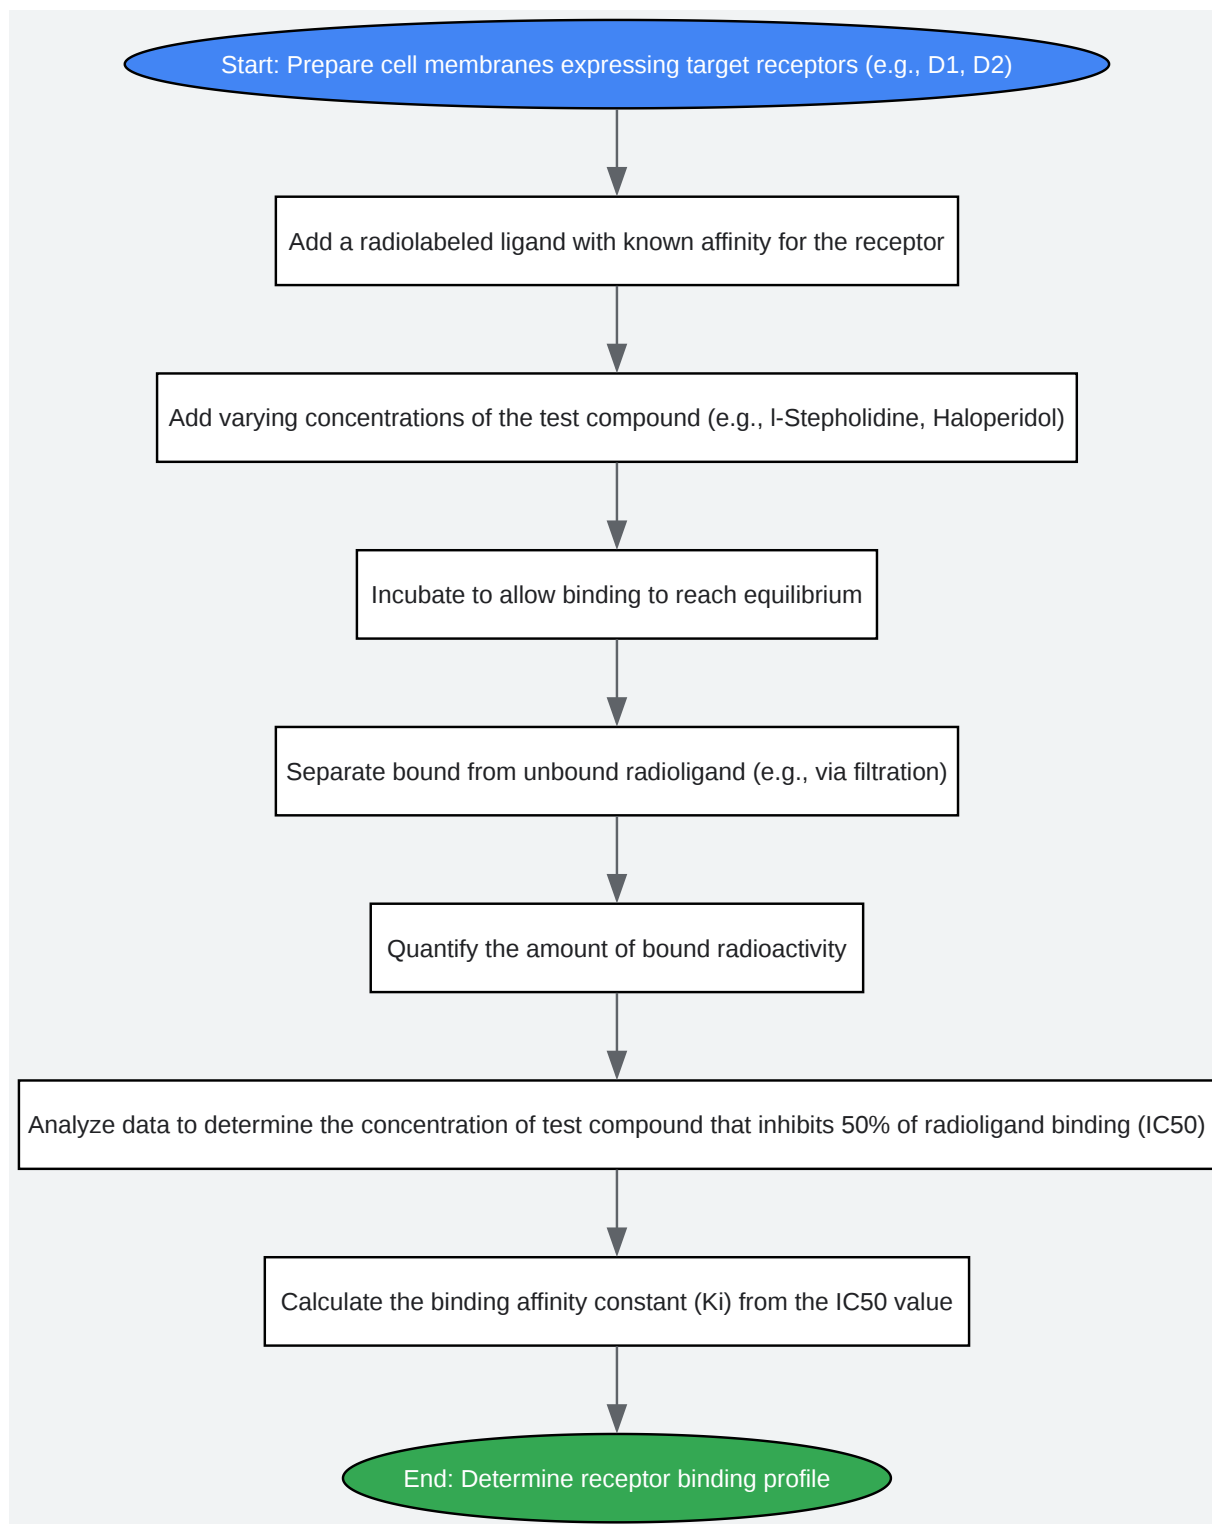 Start: Prepare cell membranes expressing target receptors (e.g., D1, D2)
Add a radiolabeled ligand with known affinity for the receptor
Add varying concentrations of the test compound (e.g., l-Stepholidine, Haloperidol)
Incubate to allow binding to reach equilibrium
Separate bound from unbound radioligand (e.g., via filtration)
Quantify the amount of bound radioactivity
Analyze data to determine the concentration of test compound that inhibits 50% of radioligand binding (IC50)
Calculate the binding affinity constant (Ki) from the IC50 value
End: Determine receptor binding profile